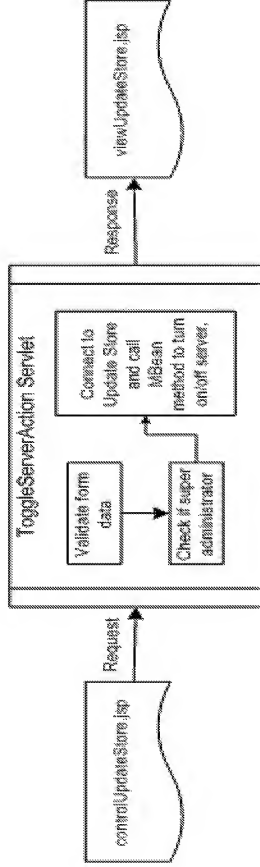 controlUpdateStore.jsp
Request
ToggleServerAction Servlet
Validate form
data
Check if super
administrator
Connect to
Update Store
and call
MBean
method to turn
on/off server.
Response
viewUpdateStore.jsp